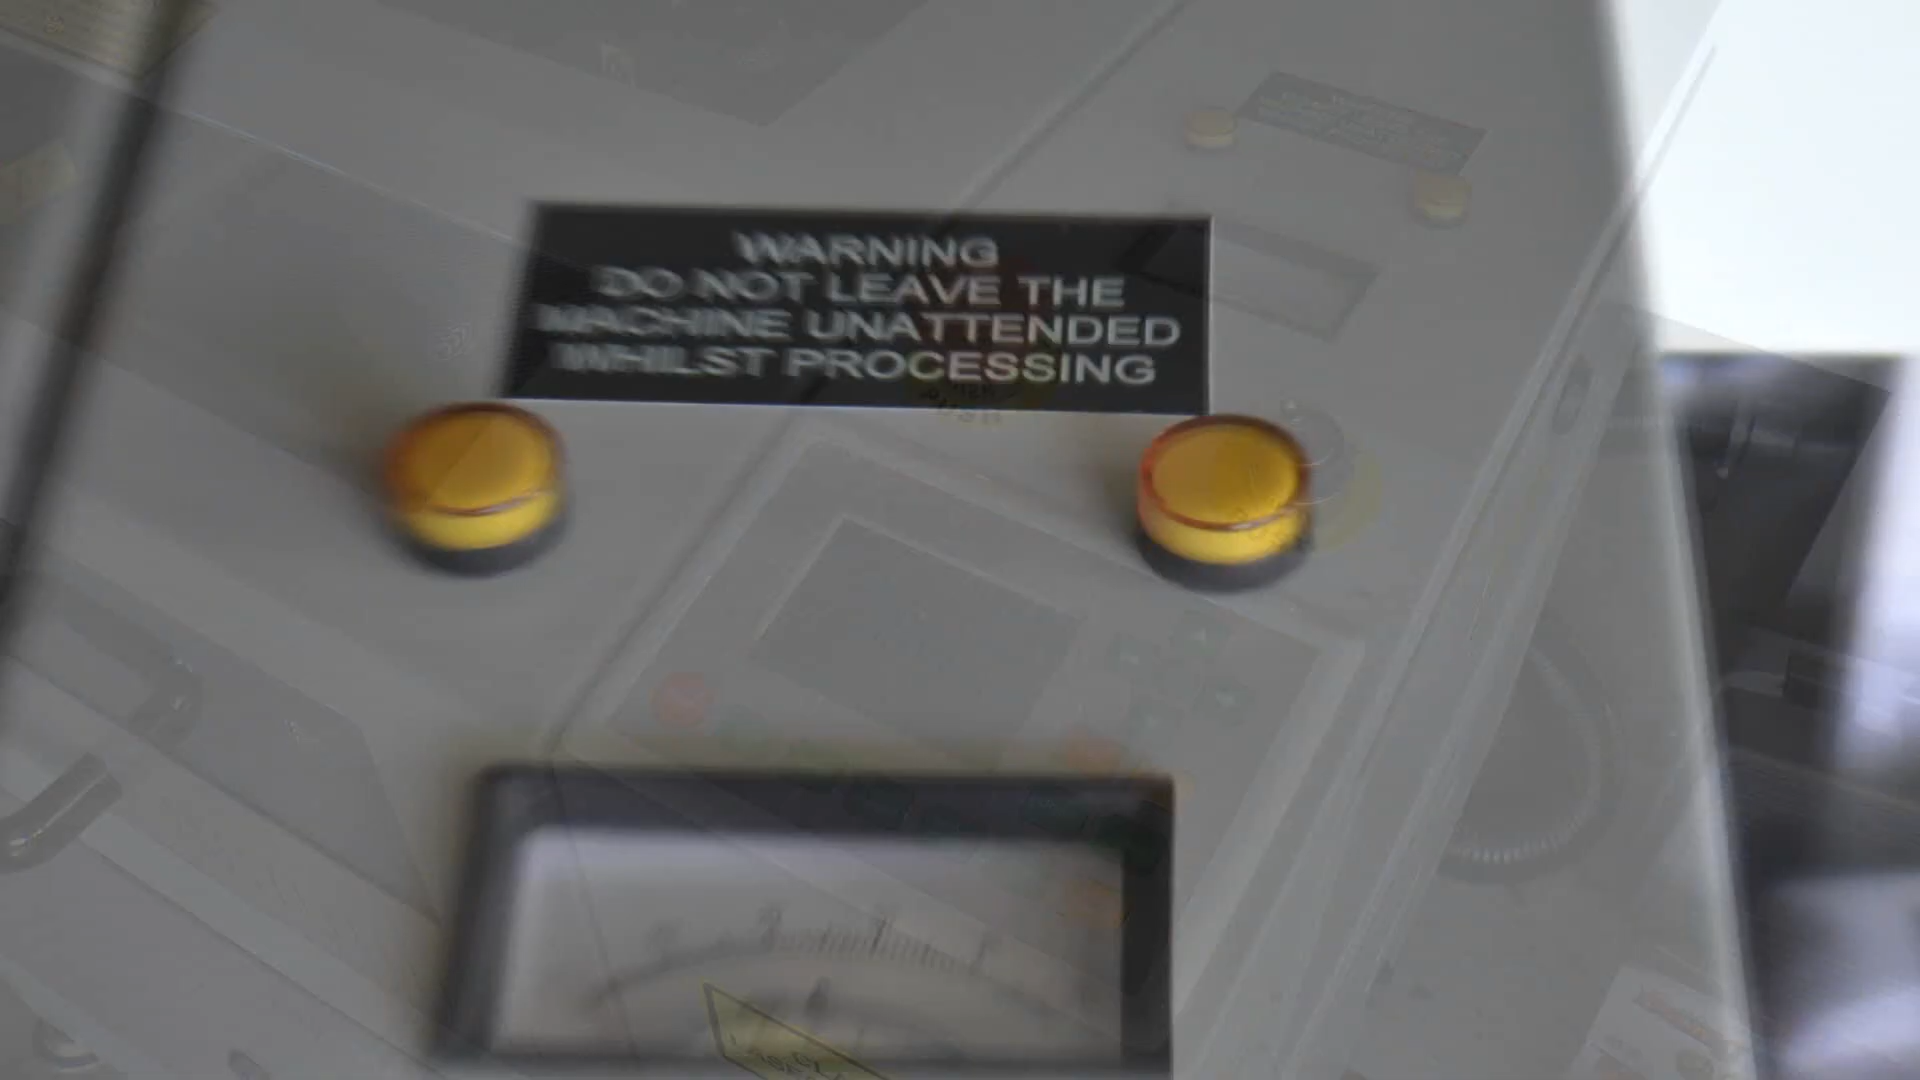 WARNING
DO NOT LEAVE THE
MACHINE UNATTENDED
WHILST PROCESSING